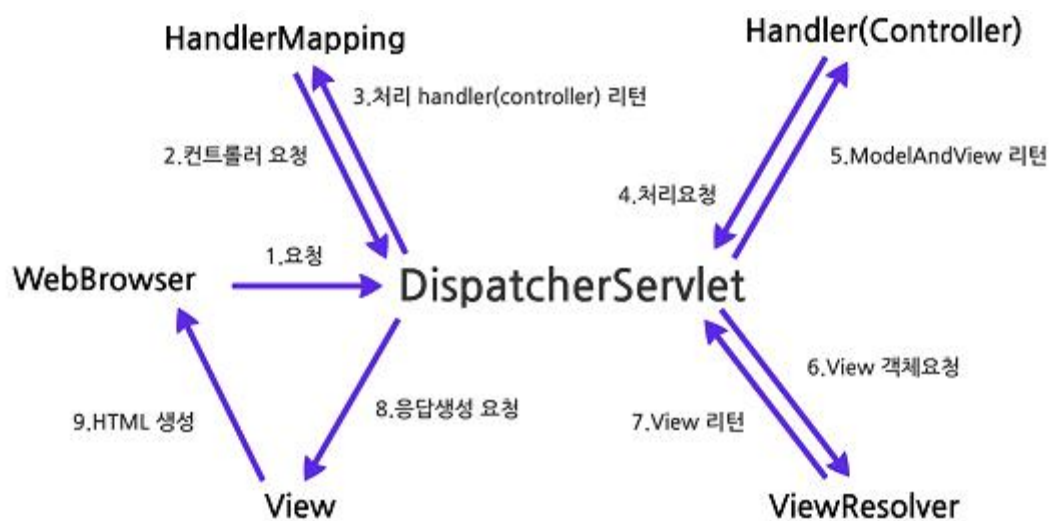 HandlerMapping
Handler(Controller)
3.처리 handler(controller) 리턴
2.컨트롤러 요청
5.ModelAndView 리턴
4.처리요청
1.요청
WebBrowser
DispatcherServlet
6.View 객체요청
9.HTML 생성
8.응답생성 요청
7.View 리턴
View
ViewResolver